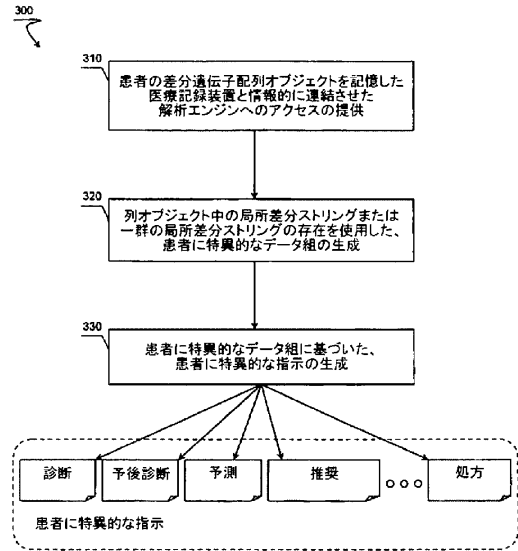 300
310
患者の差分遺伝子配列オブジェクトを記憶した
医療記録装置と情報的に連結させた
解析エンジンへのアクセスの提供
320
列オブジェクト中の局所差分ストリングまたは
一群の局所差分ストリングの存在を使用した、
患者に特異的なデータ組の生成
330
患者に特異的なデータ組に基づいた、
患者に特異的な指示の生成
診断
予後診断
予測
推奨
処方
患者に特異的な指示